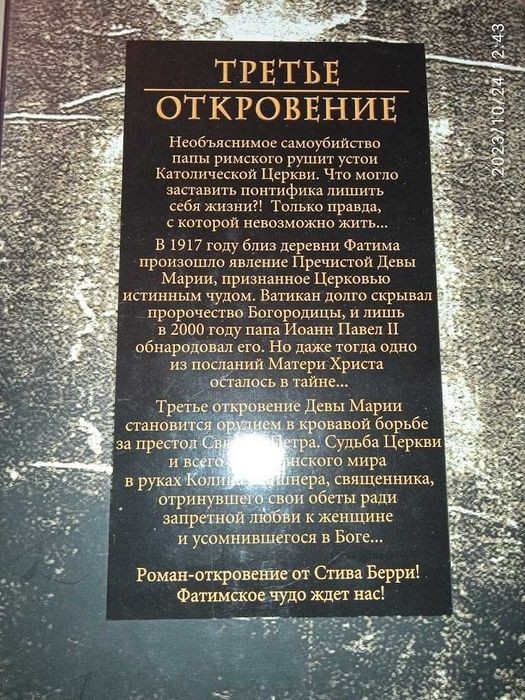 ТРЕТЬЕ
ОТКРОВЕНИЕ
Необъяснимое самоубийство
папы римского рушит устои
Католической Церкви. Что могло
заставить понтифика лишить
себя жизни?! Только правда,
с которой невозможно жить...
В 1917 году близ деревни Фатима
произошло явление Пречистой Девы
Марии, признанное Церковью
истинным чудом. Ватикан долго скрывал
пророчество Богородицы, и лишь
в 2000 году папа Иоанн Павел II
обнародовал его. Но даже тогда одно
из посланий Матери Христа
осталось в тайне...
Третье откровение Девы Марии
становится орудием в кровавой борьбе
за престол Святого Петра. Судьба Церкви
и всего мира
в руках Колина священника,
отринувшего свои обеты ради
запретной любви к женщине
и усомнившегося в Боге...
Роман-откровение от Стива Берри!
Фатимское чудо ждет нас!
2023/10/24 2:43